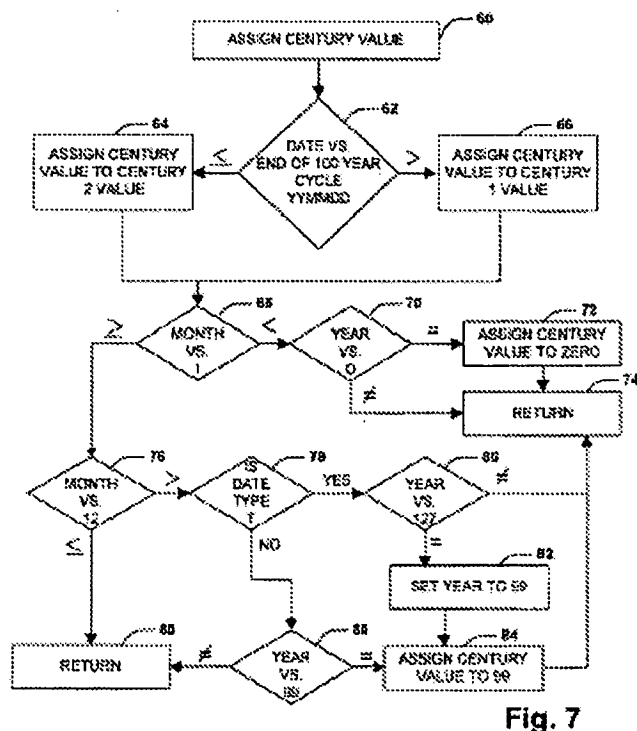 60
ASSIGN CENTURY VALUE
62
64
66
DATE VS.
END OF 100 YEAR
CYCLE
YYMMDD
≤
>
ASSIGN CENTURY
VALUE TO CENTURY
2 VALUE
ASSIGN CENTURY
VALUE TO CENTURY
1 VALUE
68
70
72
≥
MONTH
VS.
1
<
YEAR
VS.
0
=
ASSIGN CENTURY
VALUE TO ZERO
74
≠
RETURN
76
78
80
MONTH
VS.
12
>
IS
DATE
TYPE
YES
YEAR
VS.
127
≠
≤
NO
=
82
SET YEAR TO 99
86
84
RETURN
≠
YEAR
VS.
99
=
ASSIGN CENTURY
VALUE TO 99
Fig. 7